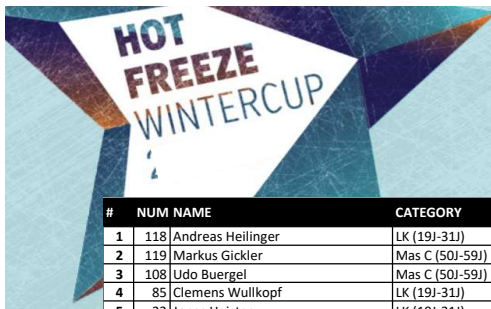 HOT
FREEZE
WINTERCUP
# NUM NAME CATEGORY
1 118 Andreas Heilinger LK (19J-31J)
2 119 Markus Gickler Mas C (50J-59J)
3 108 Udo Buergel Mas C (50J-59J)
4 85 Clemens Wullkopf LK (19J-31J)